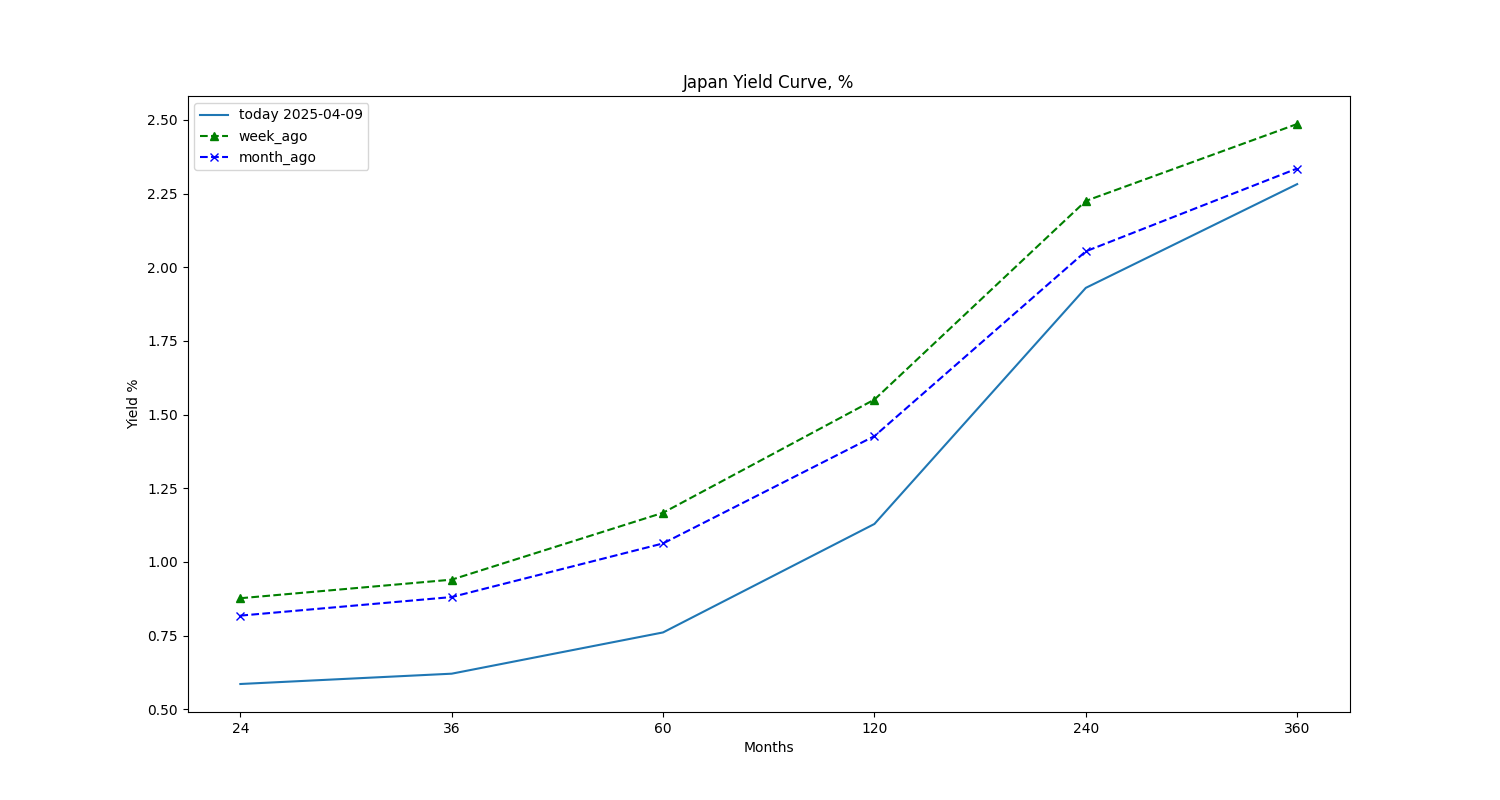 Japan Yield Curve, %
today 2025-04-09
week_ago
month_ago
2.50
2.25
2.00
1.75
1.50
1.25
1.00
0.75
0.50
Yield %
24 36 60 120 240 360
Months